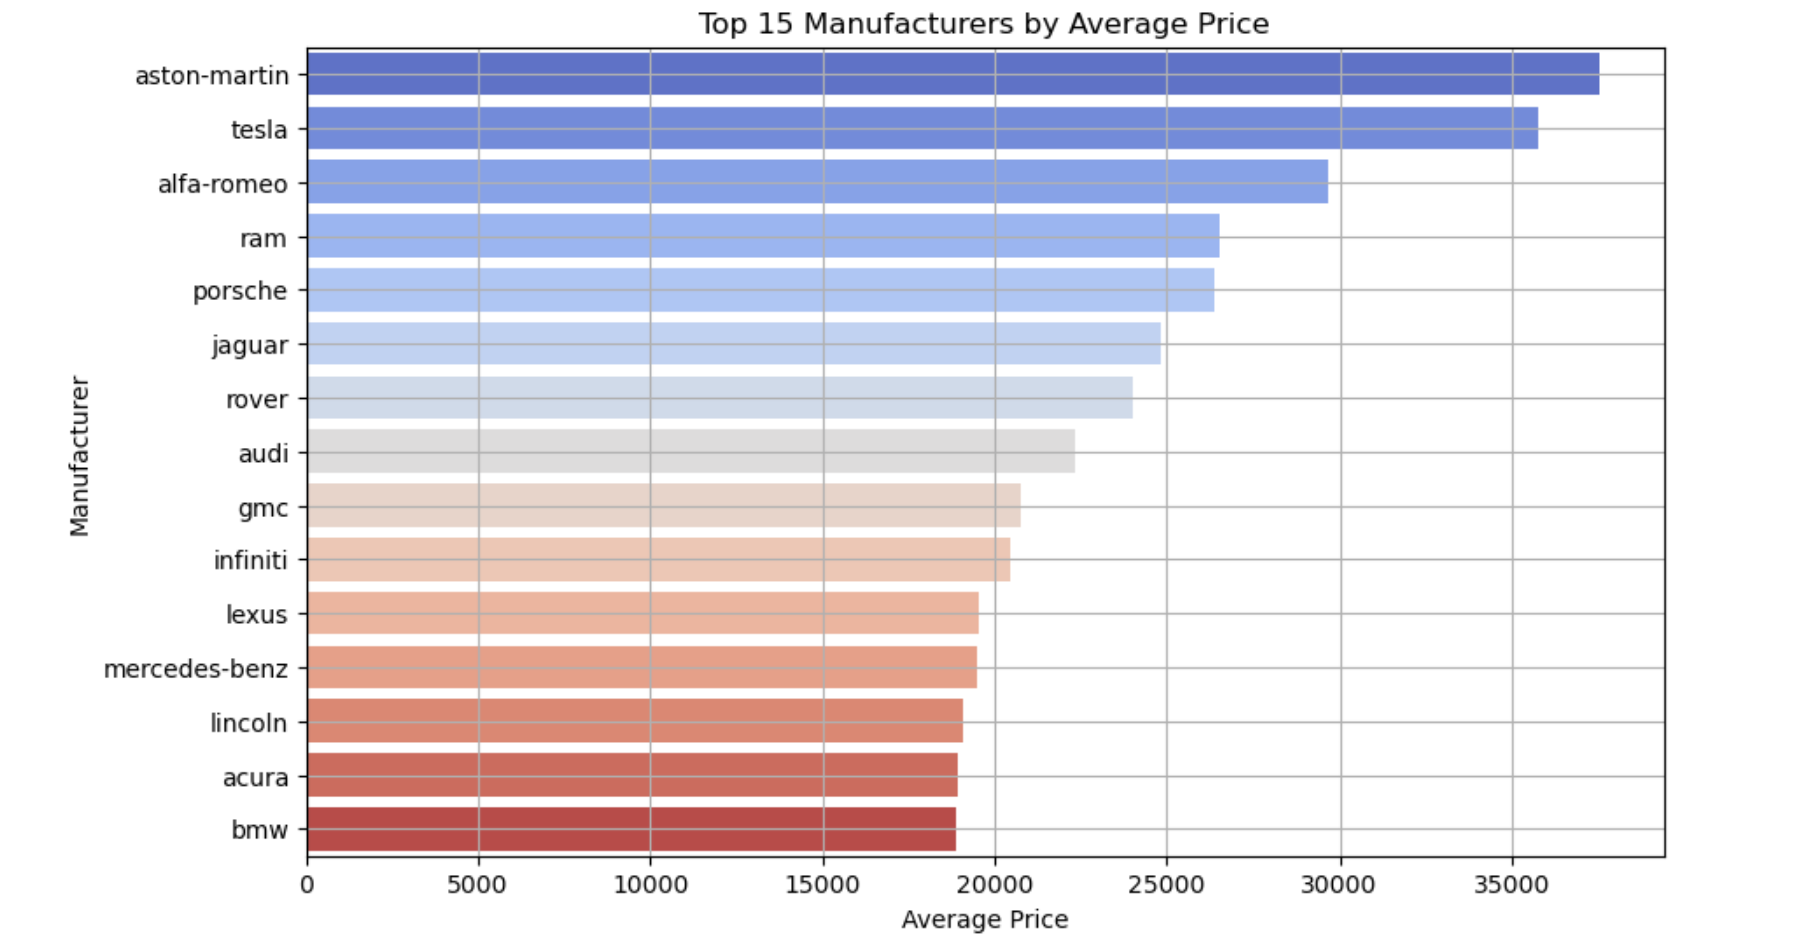 Top 15 Manufacturers by Average Price
Manufacturer
aston-martin
tesla
alfa-romeo
ram
porsche
jaguar
rover
audi
gmc
infiniti
lexus
mercedes-benz
lincoln
acura
bmw
0 5000 10000 15000 20000 25000 30000 35000
Average Price